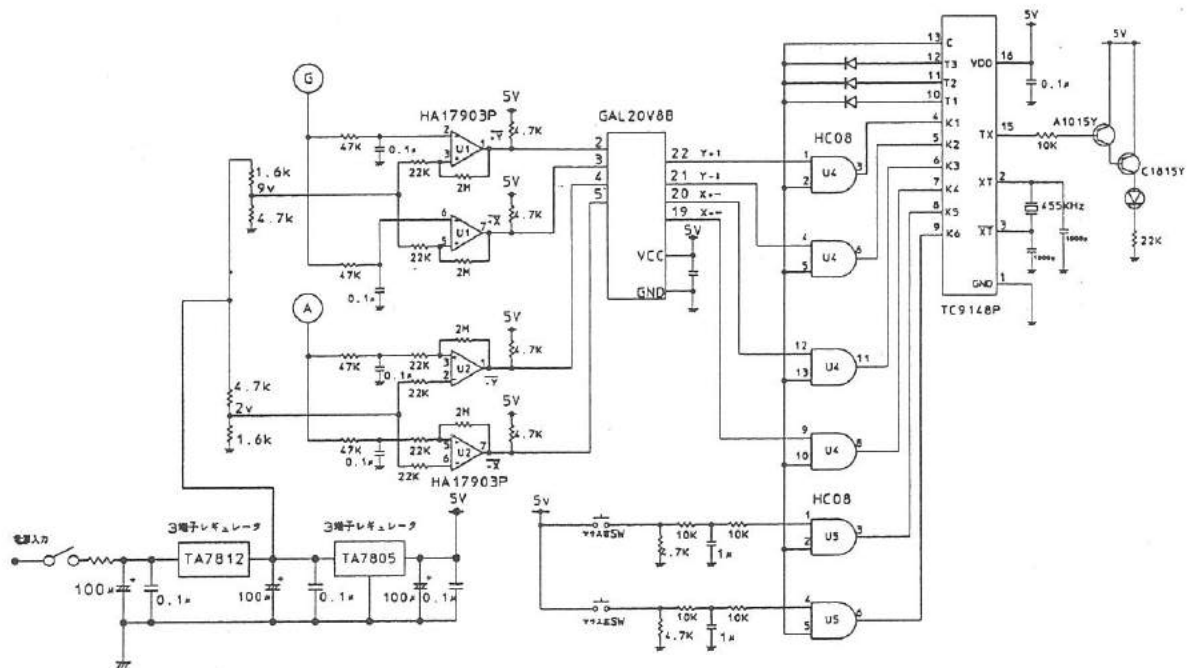 G
HA17903P
5V
4.7K
47K
0.1μ
2
3
U1
1
+Y
22K
2M
1.6k
9v
4.7k
5V
4.7K
6
5
U1
7
+X
22K
2M
47K
0.1μ
A
5V
4.7K
2M
47K
0.1μ
22K
3
2
U2
1
-Y
22K
4.7k
2v
1.6k
5V
4.7K
2M
47K
0.1μ
22K
5
6
U2
7
-X
22K
HA17903P
GAL20V8B
2
3
4
5
22
Y+
21
Y-
20
X+
19
X-
5V
VCC
GND
HC08
1
2
U4
3
4
5
U4
6
12
13
U4
11
9
10
U4
8
HC08
1
2
U5
3
4
5
U5
6
13
C
12
T3
11
T2
10
T1
4
K1
5
K2
6
K3
7
K4
8
K5
9
K6
VDD
16
TX
15
XT
2
XT
3
GND
1
TC9148P
5V
0.1μ
5V
A1015Y
10K
C1815Y
22K
455KHz
5V
10K
10K
4.7K
1μ
10K
10K
4.7K
1μ
電源入力
3端子レギュレータ
TA7812
100μ
+
0.1μ
100μ
+
3端子レギュレータ
TA7805
0.1μ
100μ
+
0.1μ
5V